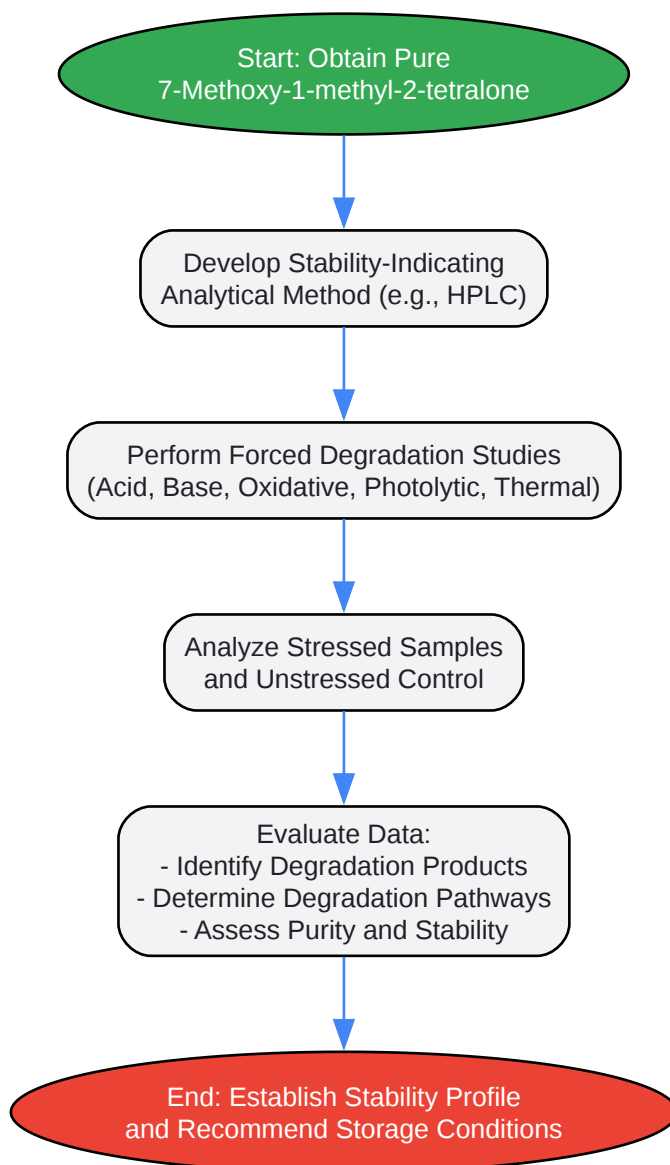 Start: Obtain Pure
7-Methoxy-1-methyl-2-tetralone
Develop Stability-Indicating
Analytical Method (e.g., HPLC)
Perform Forced Degradation Studies
(Acid, Base, Oxidative, Photolytic, Thermal)
Analyze Stressed Samples
and Unstressed Control
Evaluate Data:
- Identify Degradation Products
- Determine Degradation Pathways
- Assess Purity and Stability
End: Establish Stability Profile
and Recommend Storage Conditions